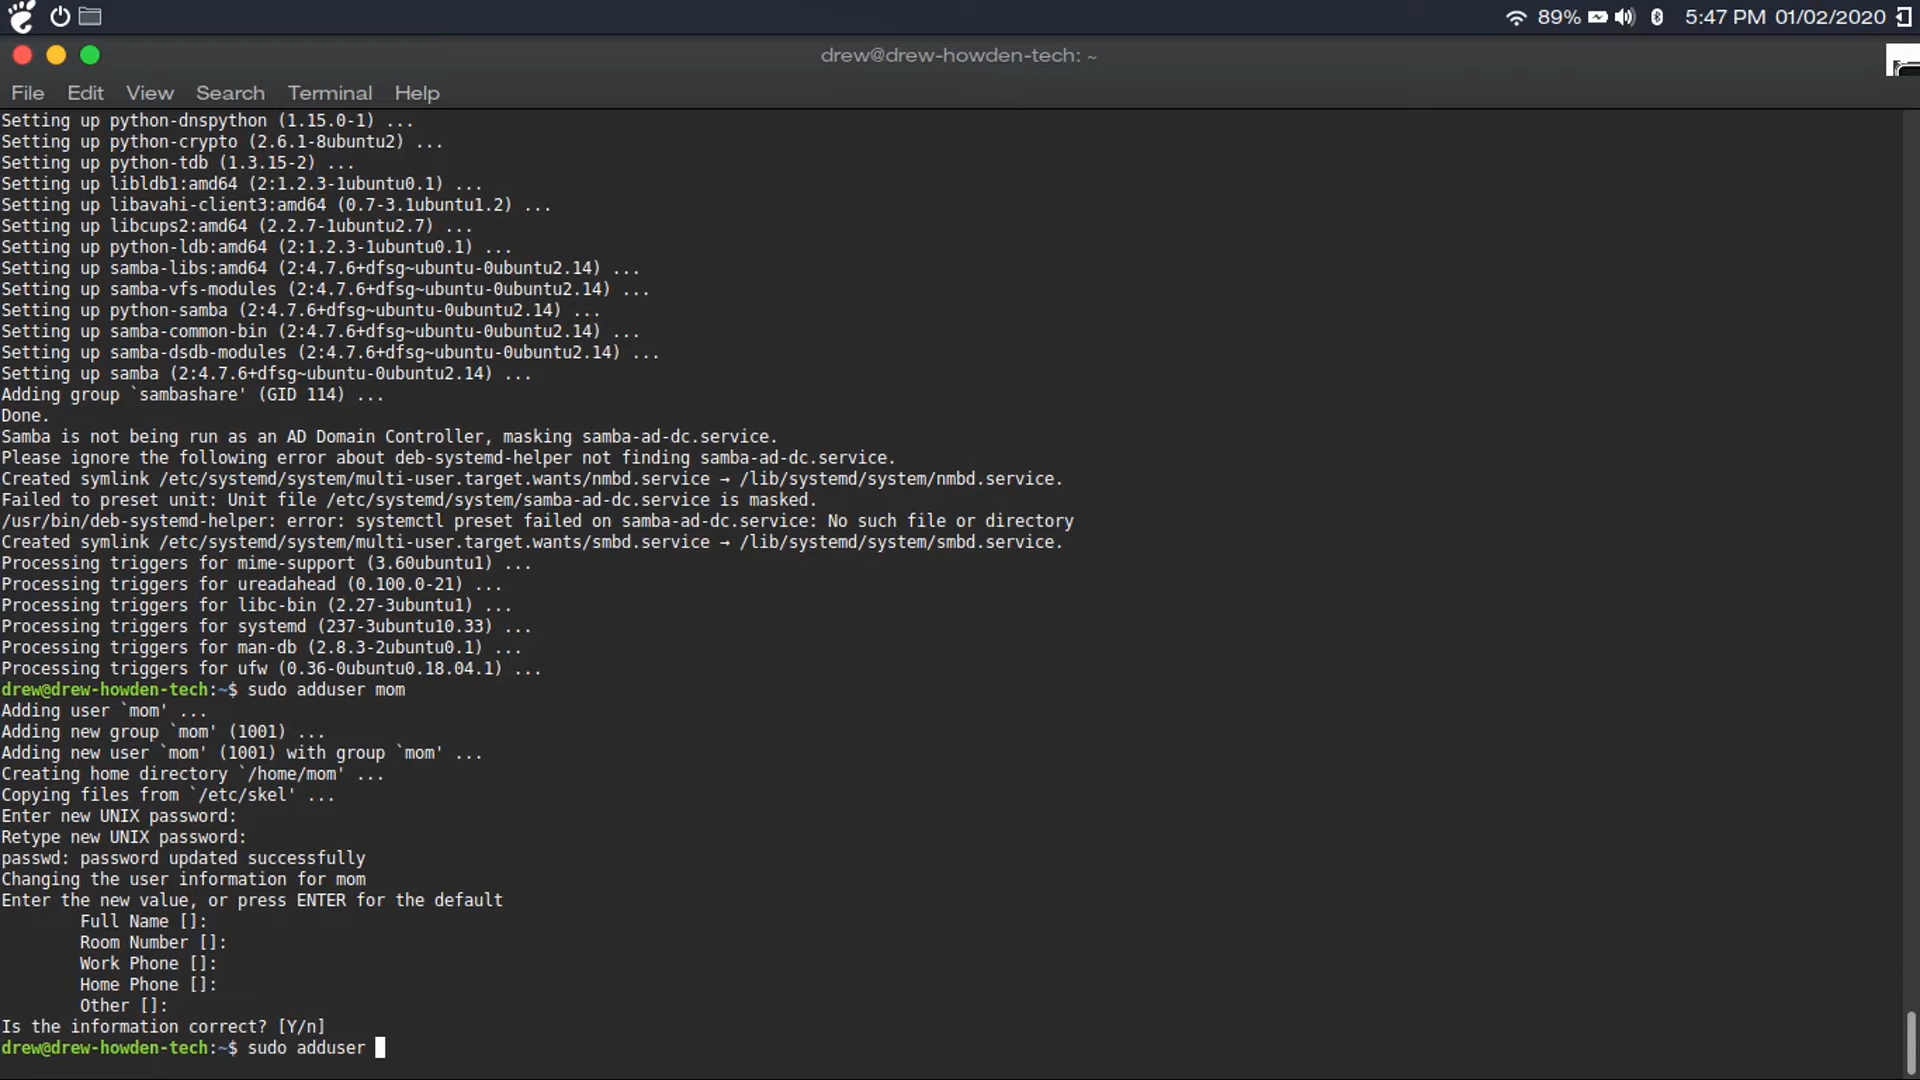 89%
5:47 PM 01/02/2020
drew@drew-howden-tech: ~
File Edit View Search Terminal Help
Setting up python-dnspython (1.15.0-1) ...
Setting up python-crypto (2.6.1-8ubuntu2) ...
Setting up python-tdb (1.3.15-2) ...
Setting up libldb1:amd64 (2:1.2.3-1ubuntu0.1) ...
Setting up libavahi-client3:amd64 (0.7-3.1ubuntu1.2) ...
Setting up libcups2:amd64 (2.2.7-1ubuntu2.7) ...
Setting up python-ldb:amd64 (2:1.2.3-1ubuntu0.1) ...
Setting up samba-libs:amd64 (2:4.7.6+dfsg~ubuntu-0ubuntu2.14) ...
Setting up samba-vfs-modules (2:4.7.6+dfsg~ubuntu-0ubuntu2.14) ...
Setting up python-samba (2:4.7.6+dfsg~ubuntu-0ubuntu2.14) ...
Setting up samba-common-bin (2:4.7.6+dfsg~ubuntu-0ubuntu2.14) ...
Setting up samba-dsdb-modules (2:4.7.6+dfsg~ubuntu-0ubuntu2.14) ...
Setting up samba (2:4.7.6+dfsg~ubuntu-0ubuntu2.14) ...
Adding group `sambashare' (GID 114) ...
Done.
Samba is not being run as an AD Domain Controller, masking samba-ad-dc.service.
Please ignore the following error about deb-systemd-helper not finding samba-ad-dc.service.
Created symlink /etc/systemd/system/multi-user.target.wants/nmbd.service → /lib/systemd/system/nmbd.service.
Failed to preset unit: Unit file /etc/systemd/system/samba-ad-dc.service is masked.
/usr/bin/deb-systemd-helper: error: systemctl preset failed on samba-ad-dc.service: No such file or directory
Created symlink /etc/systemd/system/multi-user.target.wants/smbd.service → /lib/systemd/system/smbd.service.
Processing triggers for mime-support (3.60ubuntu1) ...
Processing triggers for ureadahead (0.100.0-21) ...
Processing triggers for libc-bin (2.27-3ubuntu1) ...
Processing triggers for systemd (237-3ubuntu10.33) ...
Processing triggers for man-db (2.8.3-2ubuntu0.1) ...
Processing triggers for ufw (0.36-0ubuntu0.18.04.1) ...
drew@drew-howden-tech:~$ sudo adduser mom
Adding user `mom' ...
Adding new group `mom' (1001) ...
Adding new user `mom' (1001) with group `mom' ...
Creating home directory `/home/mom' ...
Copying files from `/etc/skel' ...
Enter new UNIX password:
Retype new UNIX password:
passwd: password updated successfully
Changing the user information for mom
Enter the new value, or press ENTER for the default
Full Name []:
Room Number []:
Work Phone []:
Home Phone []:
Other []:
Is the information correct? [Y/n]
drew@drew-howden-tech:~$ sudo adduser